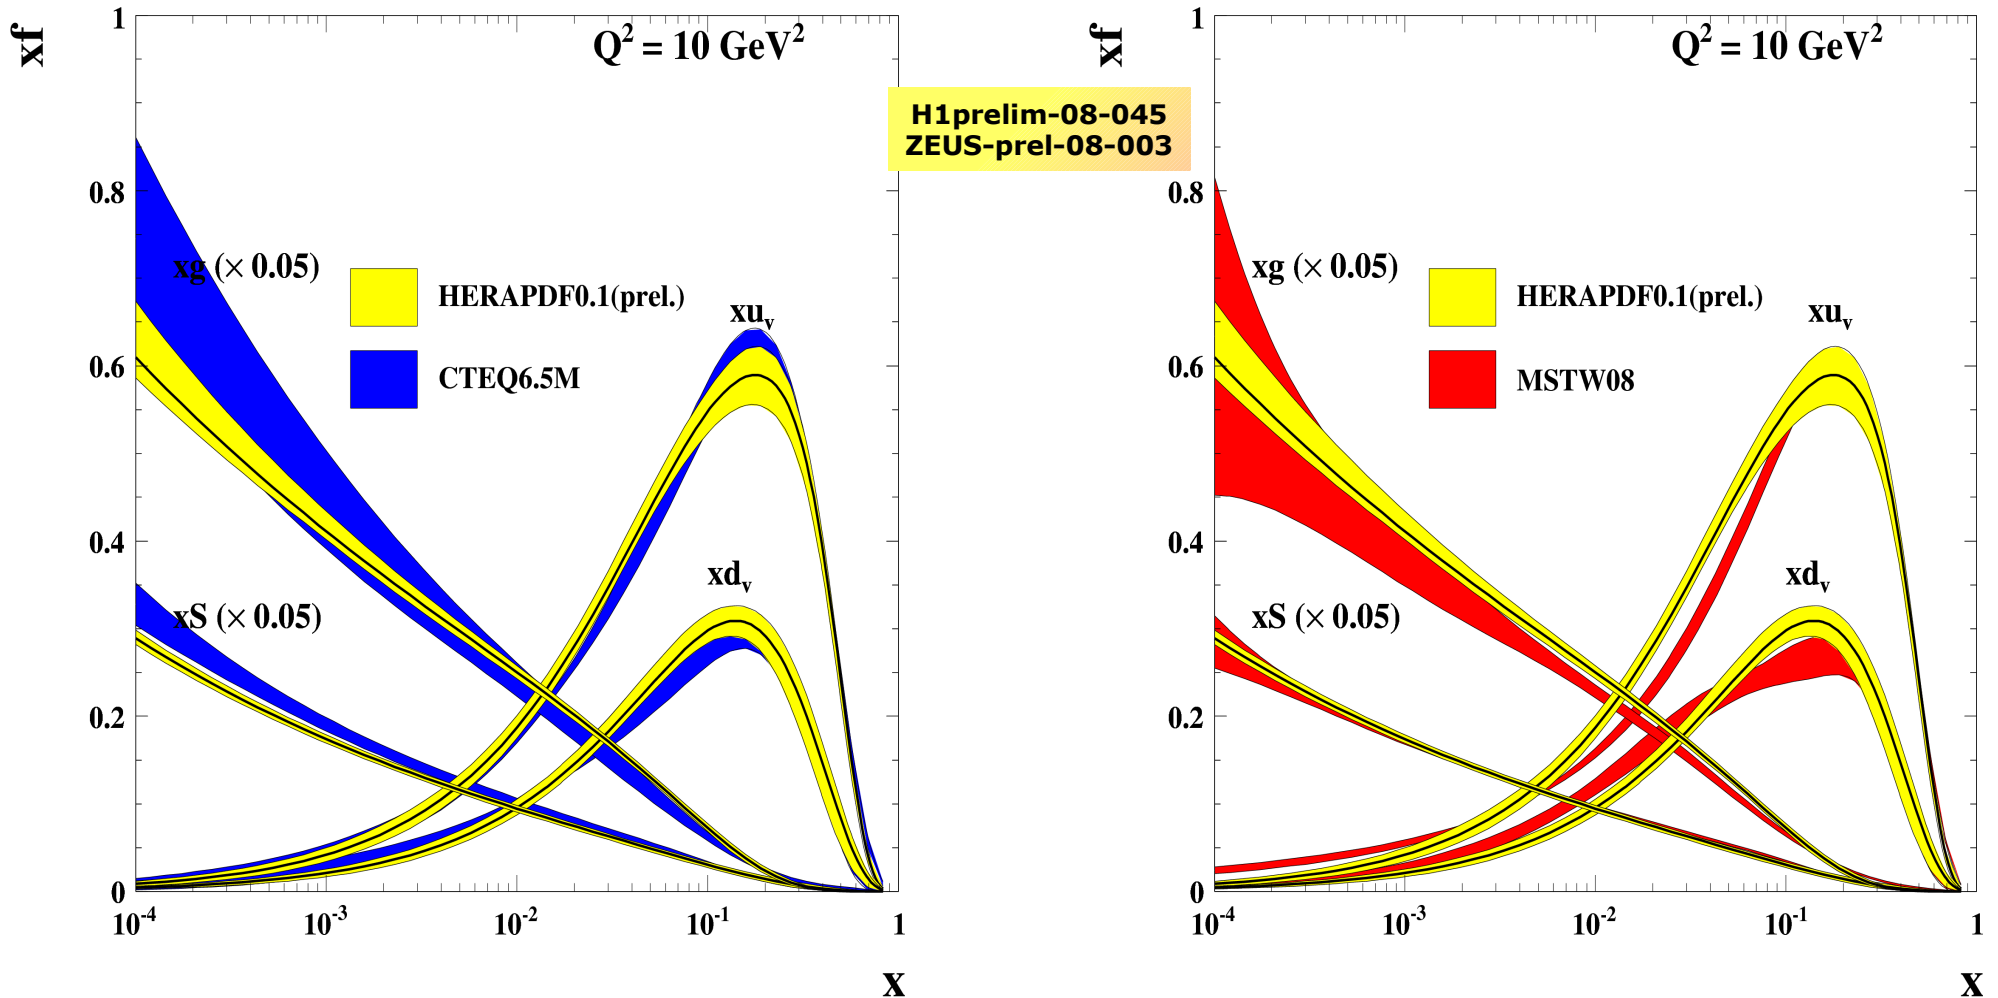 xf
1
Q² = 10 GeV²
0.8
xg (× 0.05)
HERAPDF0.1(prel.)
xuᵥ
0.6
CTEQ6.5M
0.4
xdᵥ
xS (× 0.05)
0.2
0
10⁻⁴ 10⁻³ 10⁻² 10⁻¹ 1
x
H1prelim-08-045
ZEUS-prel-08-003
xf
1
Q² = 10 GeV²
0.8
xg (× 0.05)
HERAPDF0.1(prel.)
xuᵥ
0.6
MSTW08
0.4
xdᵥ
xS (× 0.05)
0.2
0
10⁻⁴ 10⁻³ 10⁻² 10⁻¹ 1
x